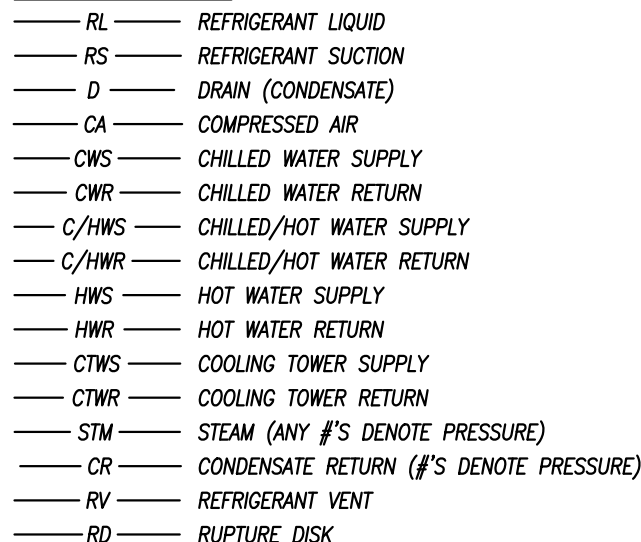 RL REFRIGERANT LIQUID
RS REFRIGERANT SUCTION
D DRAIN (CONDENSATE)
CA COMPRESSED AIR
CWS CHILLED WATER SUPPLY
CWR CHILLED WATER RETURN
C/HWS CHILLED/HOT WATER SUPPLY
C/HWR CHILLED/HOT WATER RETURN
HWS HOT WATER SUPPLY
HWR HOT WATER RETURN
CTWS COOLING TOWER SUPPLY
CTWR COOLING TOWER RETURN
STM STEAM (ANY #'S DENOTE PRESSURE)
CR CONDENSATE RETURN (#'S DENOTE PRESSURE)
RV REFRIGERANT VENT
RD RUPTURE DISK